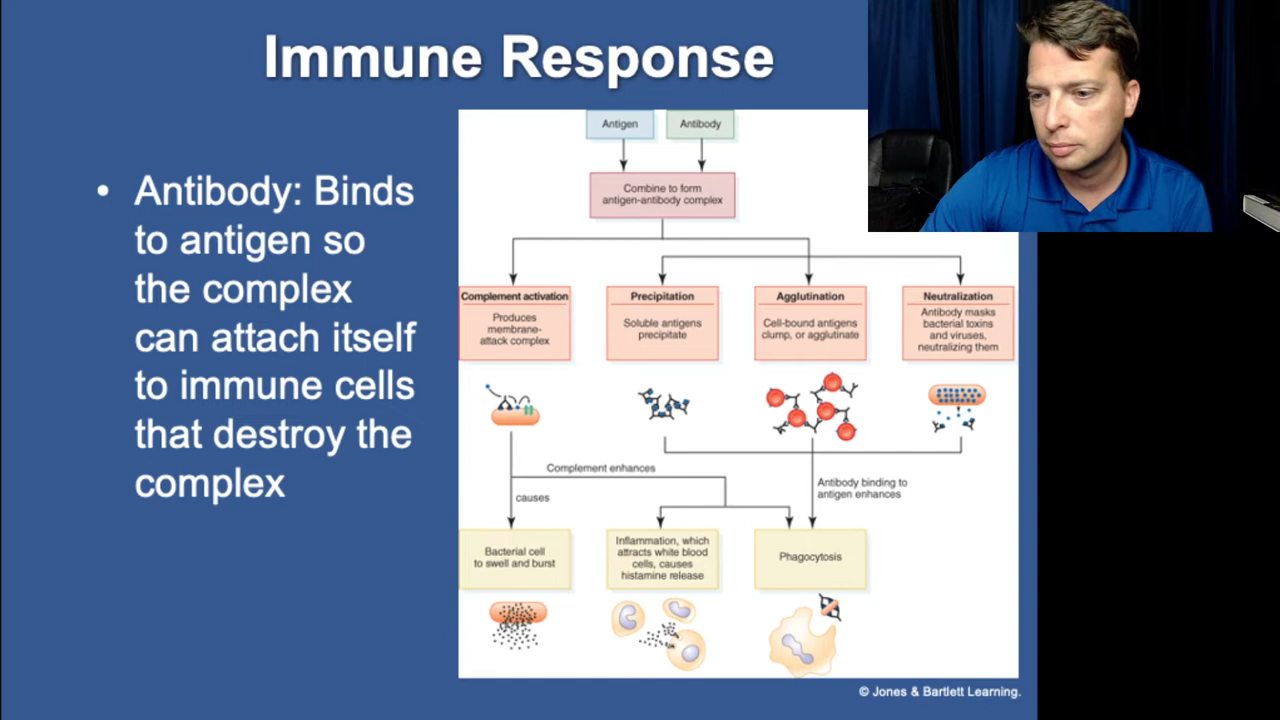 Immune Response
• Antibody: Binds
to antigen so
the complex
can attach itself
to immune cells
that destroy the
complex
Antigen
Antibody
Combine to form
antigen-antibody complex
Complement activation
Produces
membrane-
attack complex
Precipitation
Soluble antigens
precipitate
Agglutination
Cell-bound antigens
clump, or agglutinate
Neutralization
Antibody masks
bacterial toxins
and viruses,
neutralizing them
Complement enhances
causes
Antibody binding to
antigen enhances
Bacterial cell
to swell and burst
Inflammation, which
attracts white blood
cells, causes
histamine release
Phagocytosis
© Jones & Bartlett Learning.